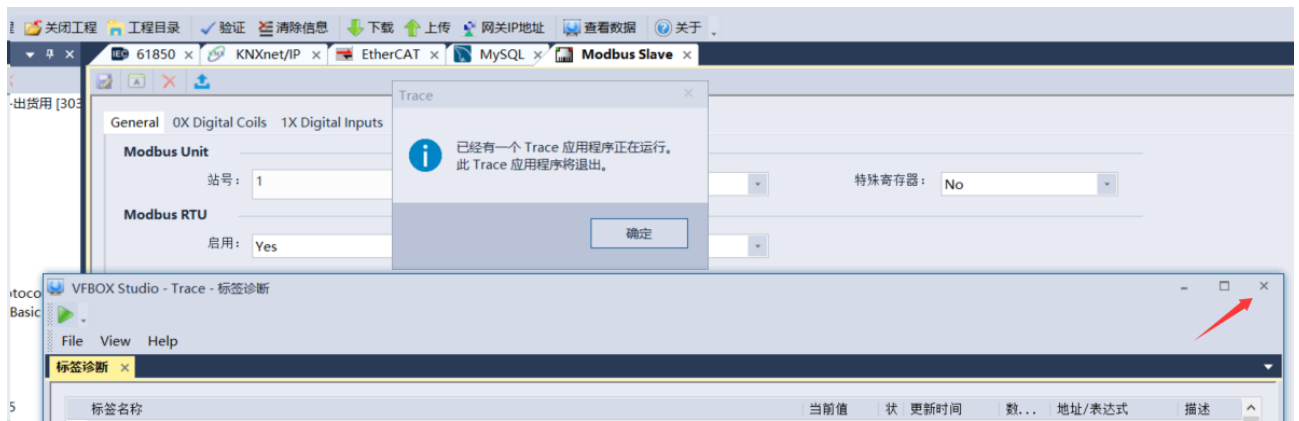 关闭工程 工程目录 验证 清除信息 下载 上传 网关IP地址 查看数据 关于
61850 KNXnet/IP EtherCAT MySQL Modbus Slave
-出货用 [303
Trace
General 0X Digital Coils 1X Digital Inputs
已经有一个 Trace 应用程序正在运行。
此 Trace 应用程序将退出。
Modbus Unit
站号: 1
特殊寄存器: No
Modbus RTU
确定
启用: Yes
VFBOX Studio - Trace - 标签诊断
otoco
Basic
File View Help
标签诊断
5
标签名称 当前值 状 更新时间 数... 地址/表达式 描述